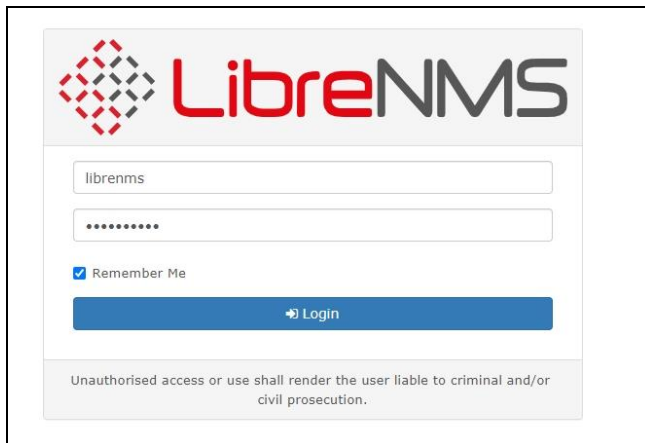 LibreNMS
librenms
••••••••••
Remember Me
Login
Unauthorised access or use shall render the user liable to criminal and/or
civil prosecution.